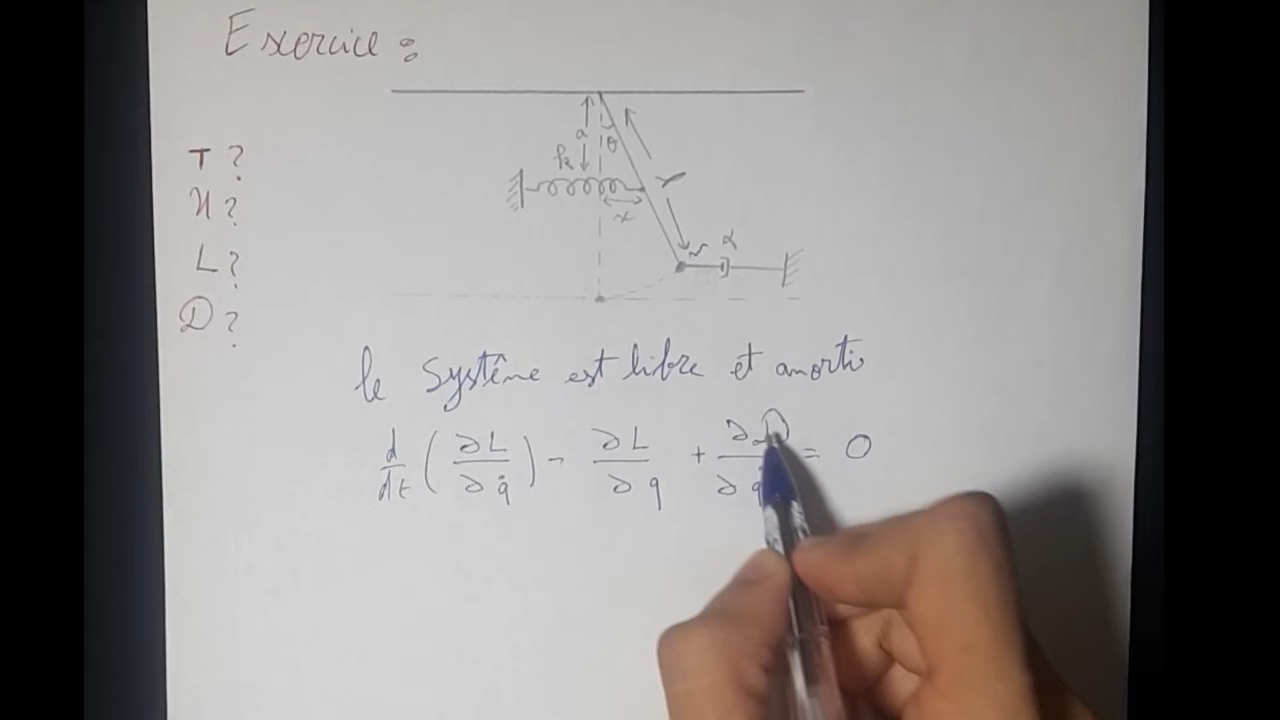 Exercice :
T ?
U ?
L ?
D ?
a
θ
k
x
α
le Système est libre et amorti
d/dt (∂L/∂q̇) - ∂L/∂q + ∂D/∂q̇ = 0